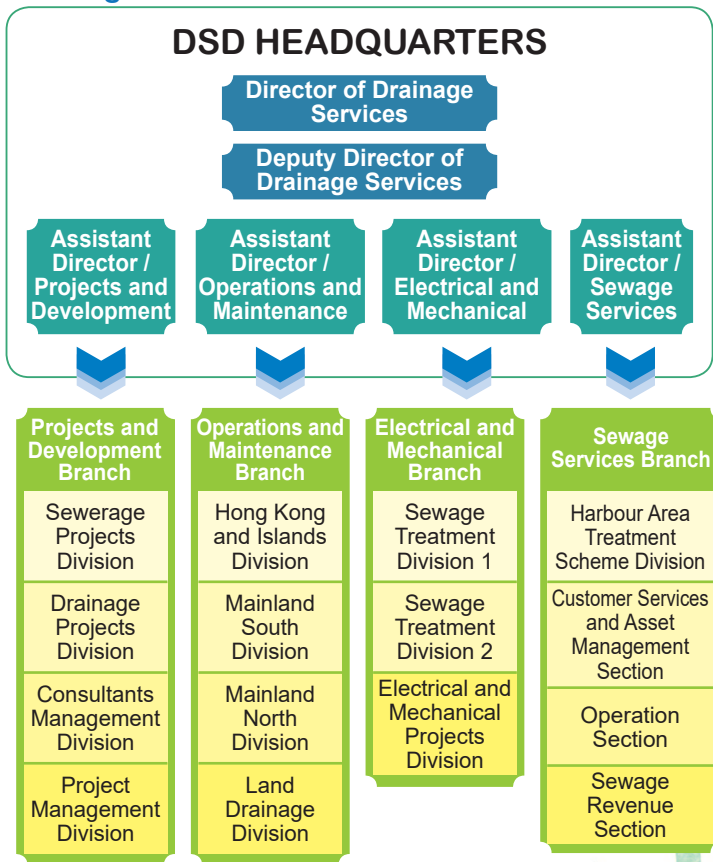 DSD HEADQUARTERS
Director of Drainage
Services
Deputy Director of
Drainage Services
Assistant
Director /
Projects and
Development
Assistant
Director /
Operations and
Maintenance
Assistant
Director /
Electrical and
Mechanical
Assistant
Director /
Sewage
Services
Projects and
Development
Branch
Sewerage
Projects
Division
Drainage
Projects
Division
Consultants
Management
Division
Project
Management
Division
Operations and
Maintenance
Branch
Hong Kong
and Islands
Division
Mainland
South
Division
Mainland
North
Division
Land
Drainage
Division
Electrical and
Mechanical
Branch
Sewage
Treatment
Division 1
Sewage
Treatment
Division 2
Electrical and
Mechanical
Projects
Division
Sewage
Services Branch
Harbour Area
Treatment
Scheme Division
Customer Services
and Asset
Management
Section
Operation
Section
Sewage
Revenue
Section